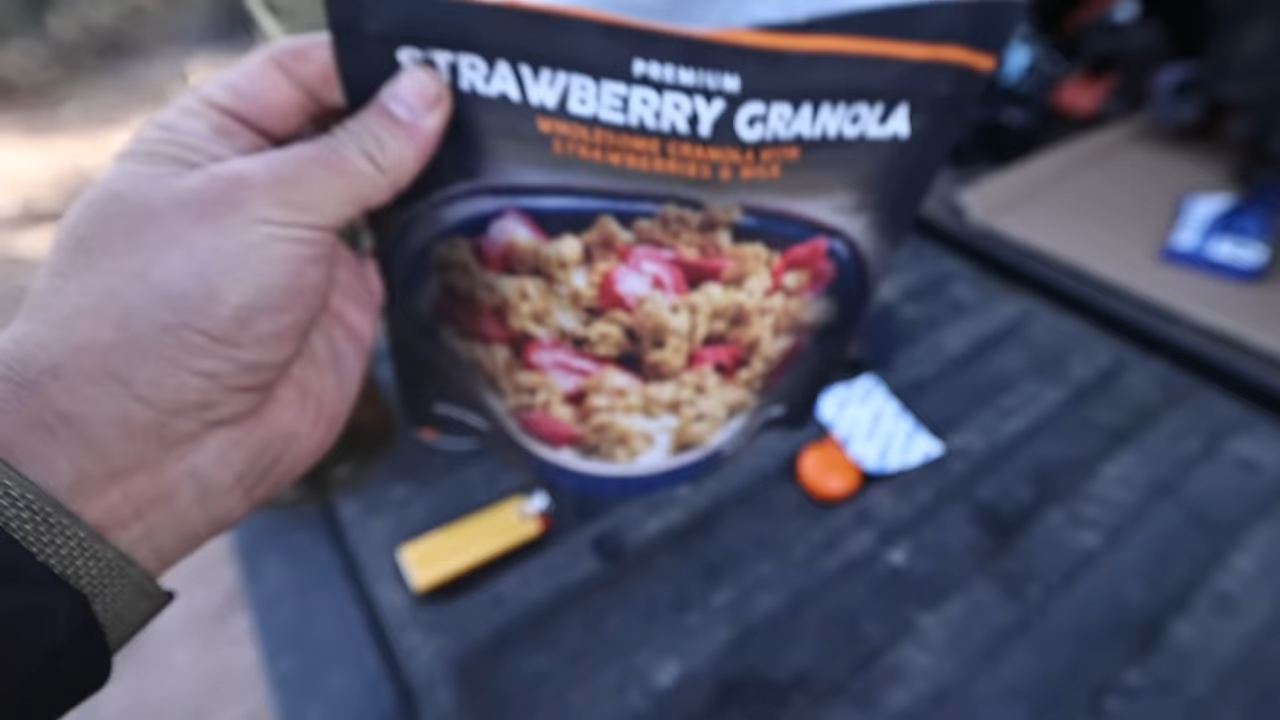 PREMIUM
STRAWBERRY GRANOLA
WHOLESOME GRANOLA WITH
STRAWBERRIES & MILK